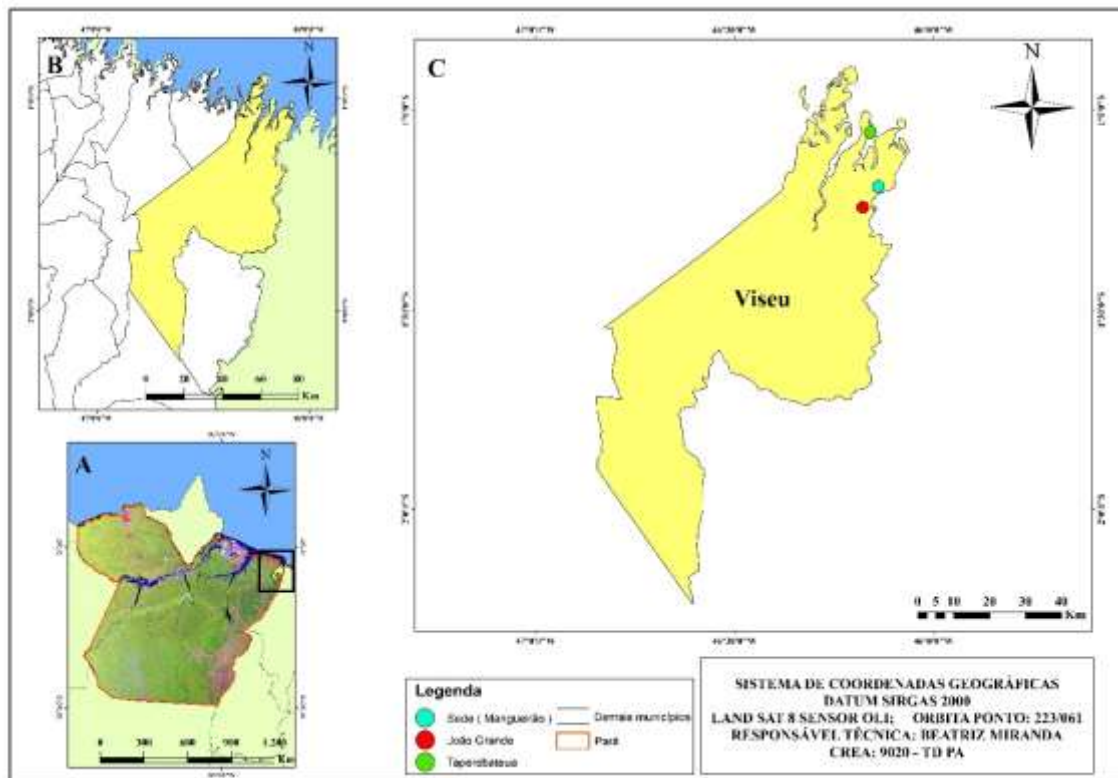 B
N
0
20
40
60
80
Km
A
0
300
600
900
1.200
Km
C
N
Viseu
0 5 10 20 30 40
Km
Legenda
Sede ( Mangueirão )
João Grande
Taperebateua
Demais municípios
Pará
SISTEMA DE COORDENADAS GEOGRÁFICAS
DATUM SIRGAS 2000
LAND SAT 8 SENSOR OLI; ORBITA PONTO: 223/061
RESPONSÁVEL TÉCNICA: BEATRIZ MIRANDA
CREA: 9020 - TD PA